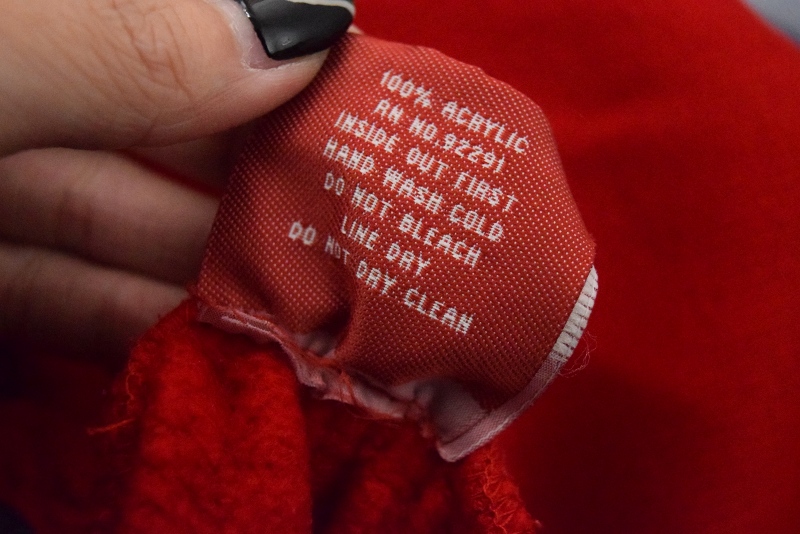 100% ACRYLIC
RN NO.92291
INSIDE OUT FIRST
HAND WASH COLD
DO NOT BLEACH
LINE DRY
DO NOT DRY CLEAN